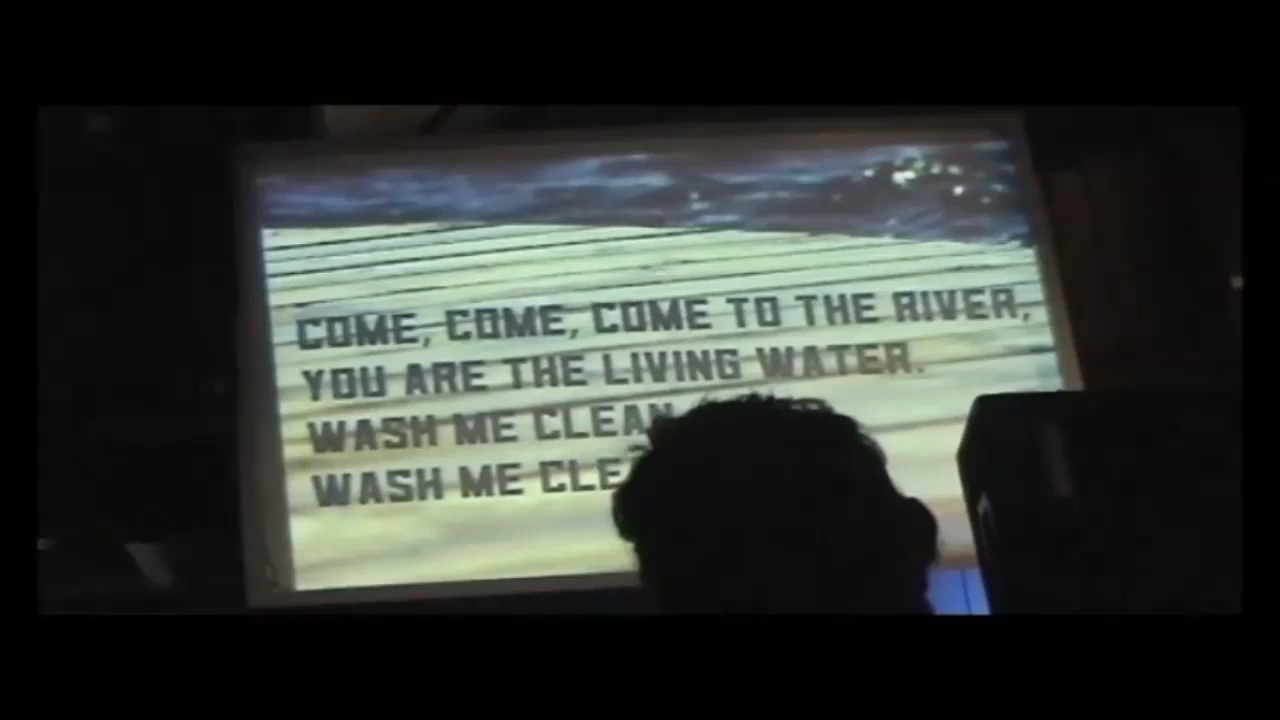 COME, COME, COME TO THE RIVER,
YOU ARE THE LIVING WATER.
WASH ME CLEAN
WASH ME